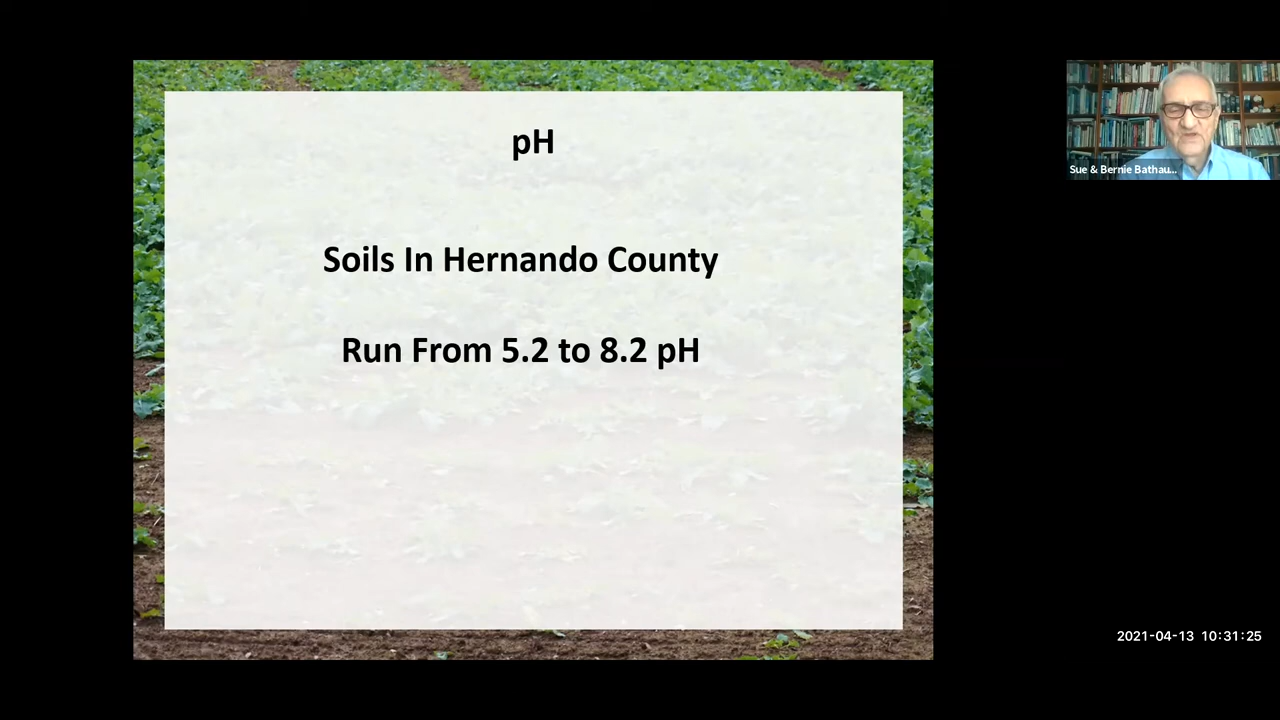 pH
Soils In Hernando County
Run From 5.2 to 8.2 pH
Sue & Bernie Bathau...
2021-04-13 10:31:25